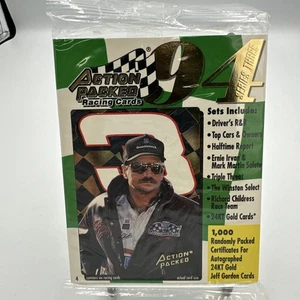 ACTION
PACKED
Racing Cards
94
SERIES THREE
Sets Include:
•Driver's R&R
•Top Cars & Owners
•Halftime Report
•Ernie Irvan &
Mark Martin Salute
•Triple Threat
•The Winston Select
•Richard Childress
Race Team
•24KT Gold Cards*
3
ACTION
PACKED
1,000
Randomly Packed
Certificates For
Autographed
24KT Gold
Jeff Gordon Cards